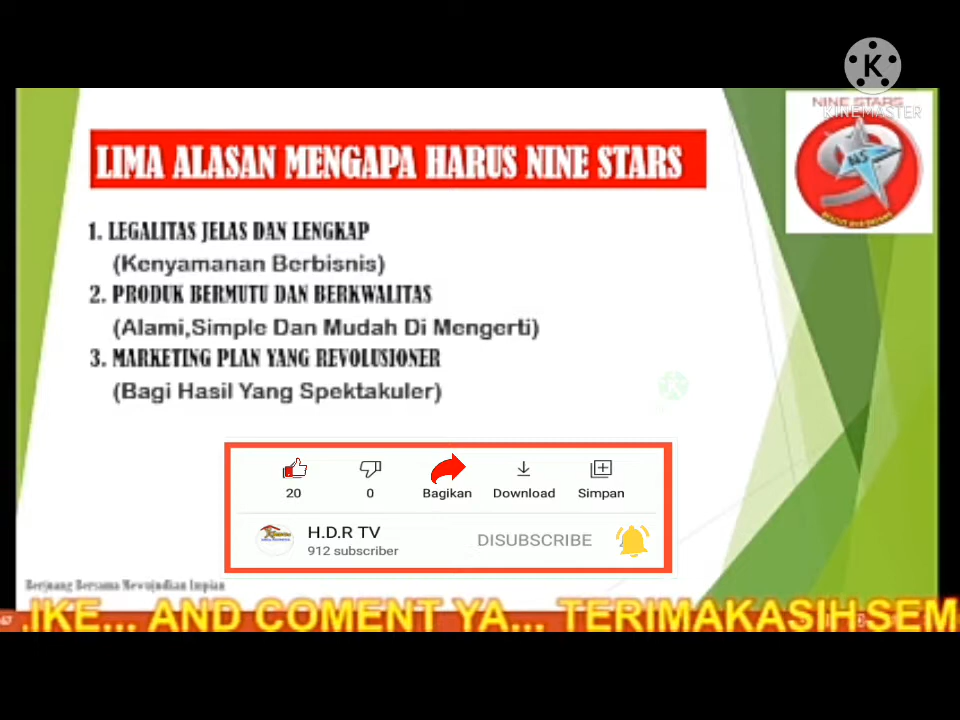 K
KINEMASTER
NINE STARS
NS
LIMA ALASAN MENGAPA HARUS NINE STARS
1. LEGALITAS JELAS DAN LENGKAP
(Kenyamanan Berbisnis)
2. PRODUK BERMUTU DAN BERKWALITAS
(Alami,Simple Dan Mudah Di Mengerti)
3. MARKETING PLAN YANG REVOLUSIONER
(Bagi Hasil Yang Spektakuler)
K
20 0 Bagikan Download Simpan
H.D.R TV
912 subscriber
DISUBSCRIBE
Berjuang Bersama Mewujudkan Impian
.IKE... AND COMENT YA... TERIMAKASIH SEM